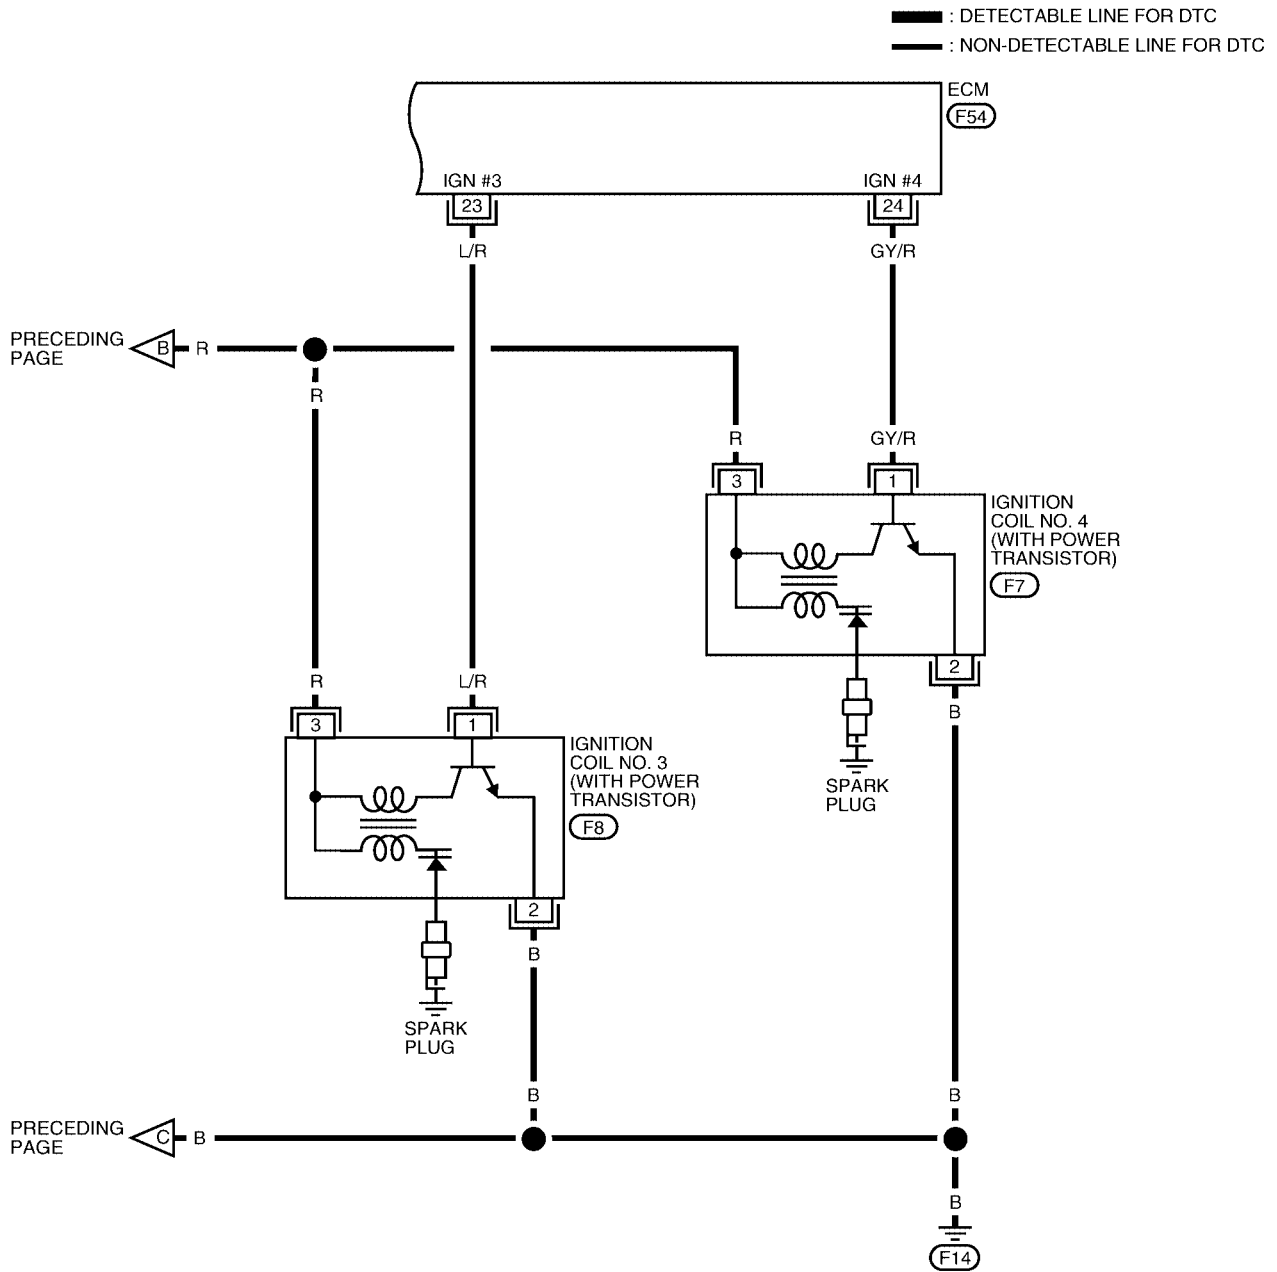 : DETECTABLE LINE FOR DTC
: NON-DETECTABLE LINE FOR DTC
ECM
F54
IGN #3
IGN #4
23
24
L/R
GY/R
PRECEDING
PAGE
B
R
R
R
GY/R
3
1
IGNITION
COIL NO. 4
(WITH POWER
TRANSISTOR)
F7
2
B
SPARK
PLUG
R
L/R
3
1
IGNITION
COIL NO. 3
(WITH POWER
TRANSISTOR)
F8
2
B
SPARK
PLUG
B
B
PRECEDING
PAGE
C
B
B
F14